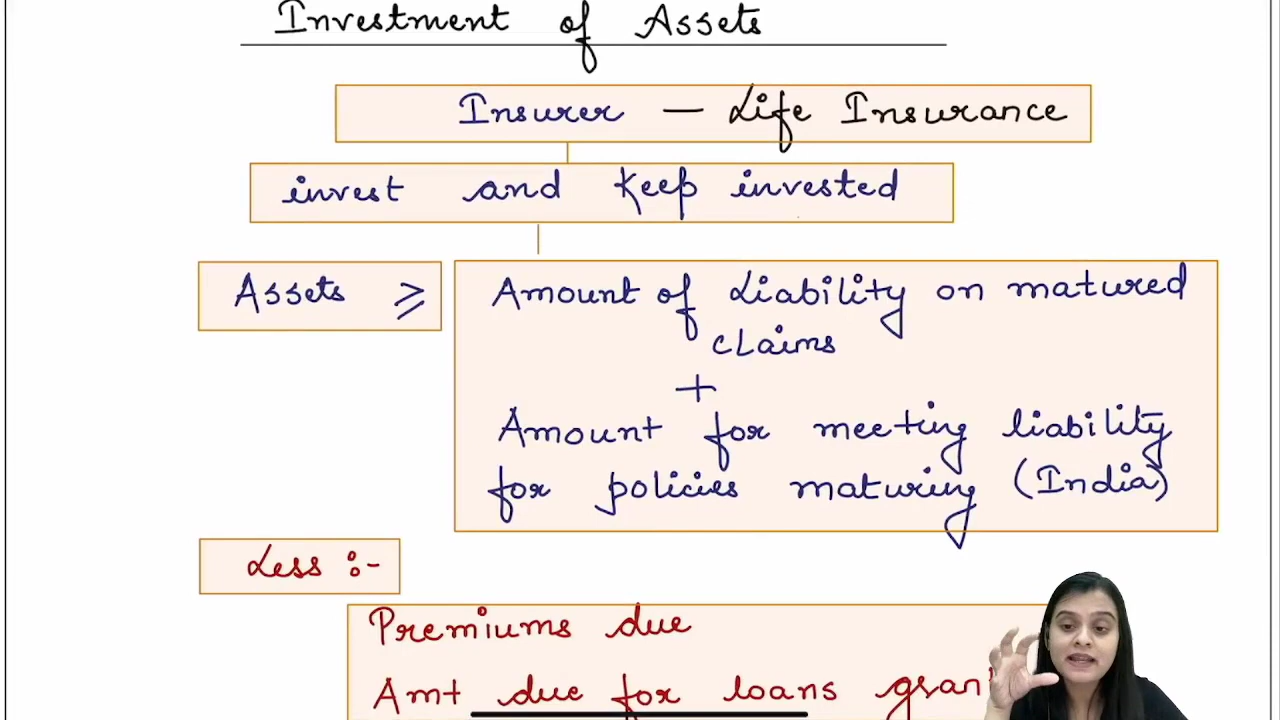 Investment of Assets
Insurer — Life Insurance
invest and keep invested
Assets ≥
Amount of Liability on matured
claims
+
Amount for meeting liability
for policies maturing (India)
Less :-
Premiums due
Amt due for loans